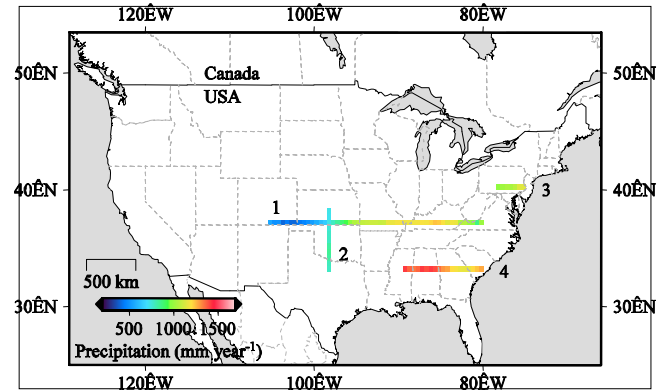 120ÊW 100ÊW 80ÊW
50ÊN 50ÊN
Canada
USA
40ÊN 40ÊN
1
2
3
4
500 km
30ÊN 30ÊN
500 1000 1500
Precipitation (mm year⁻¹)
120ÊW 100ÊW 80ÊW